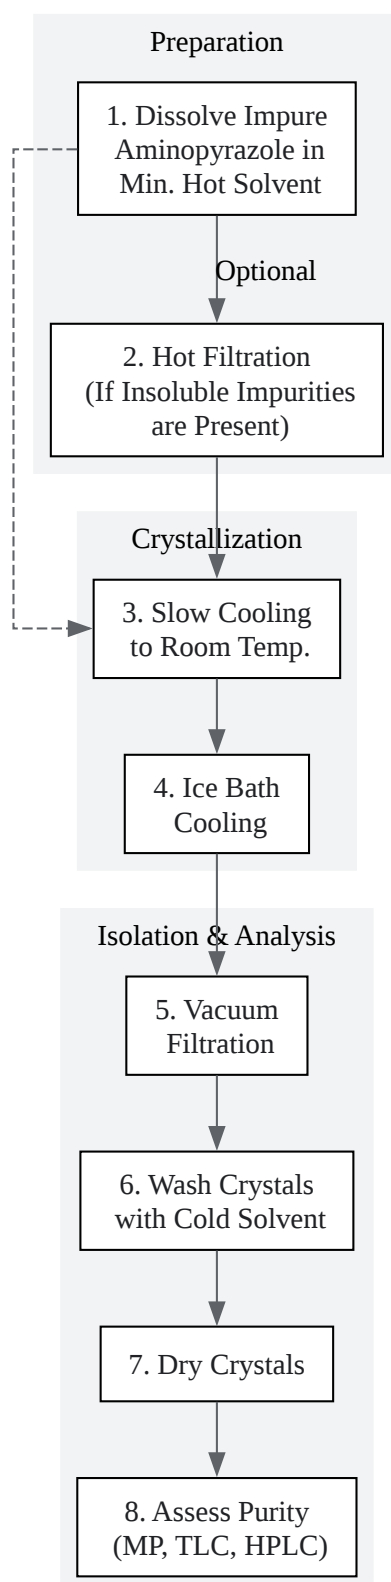 Preparation
1. Dissolve Impure
Aminopyrazole in
Min. Hot Solvent
Optional
2. Hot Filtration
(If Insoluble Impurities
are Present)
Crystallization
3. Slow Cooling
to Room Temp.
4. Ice Bath
Cooling
Isolation & Analysis
5. Vacuum
Filtration
6. Wash Crystals
with Cold Solvent
7. Dry Crystals
8. Assess Purity
(MP, TLC, HPLC)